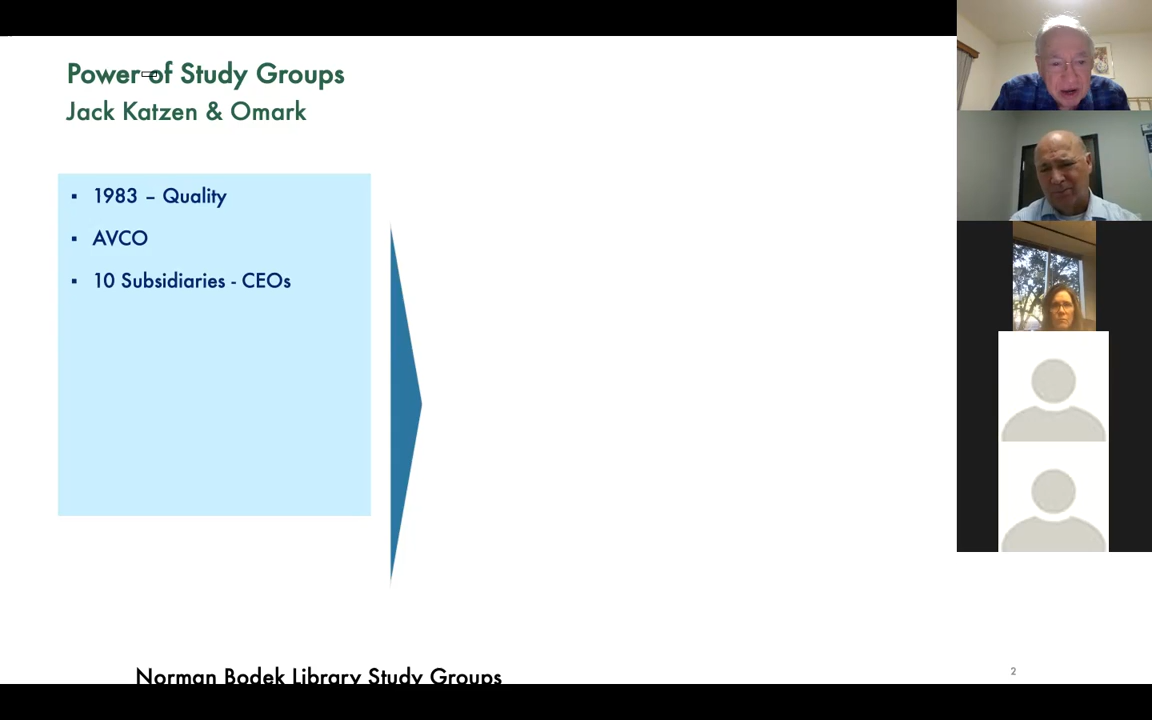 Power of Study Groups
Jack Katzen & Omark
▪ 1983 – Quality
▪ AVCO
▪ 10 Subsidiaries - CEOs
Norman Bodek Library Study Groups
2